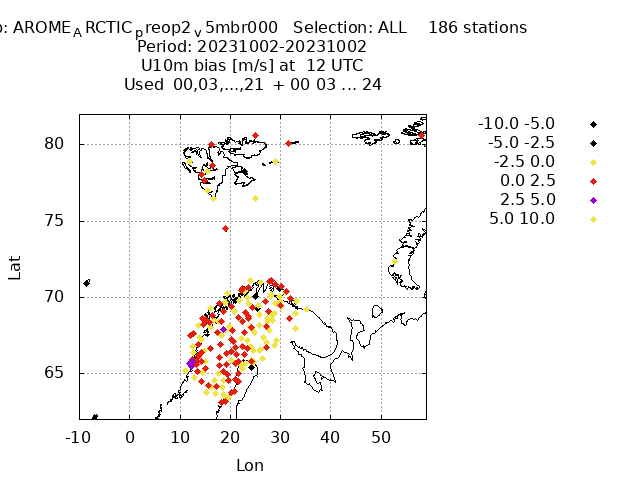 : AROME_A RCTIC_p reop2_v 5mbr000 Selection: ALL 186 stations
Period: 20231002-20231002
U10m bias [m/s] at 12 UTC
Used 00,03,...,21 + 00 03 ... 24
-10.0 -5.0
-5.0 -2.5
-2.5 0.0
0.0 2.5
2.5 5.0
5.0 10.0
80
75
70
65
Lat
-10 0 10 20 30 40 50
Lon